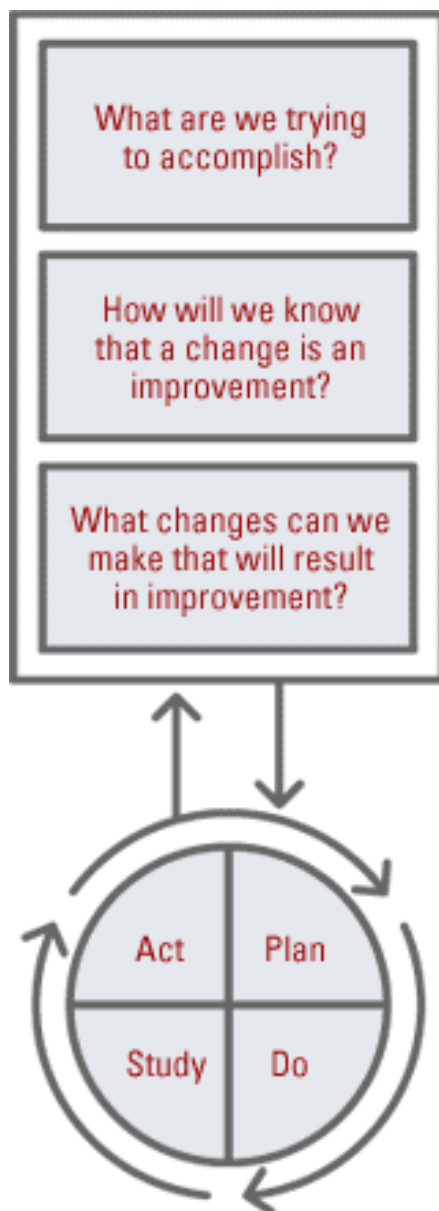 What are we trying
to accomplish?
How will we know
that a change is an
improvement?
What changes can we
make that will result
in improvement?
Act
Plan
Study
Do